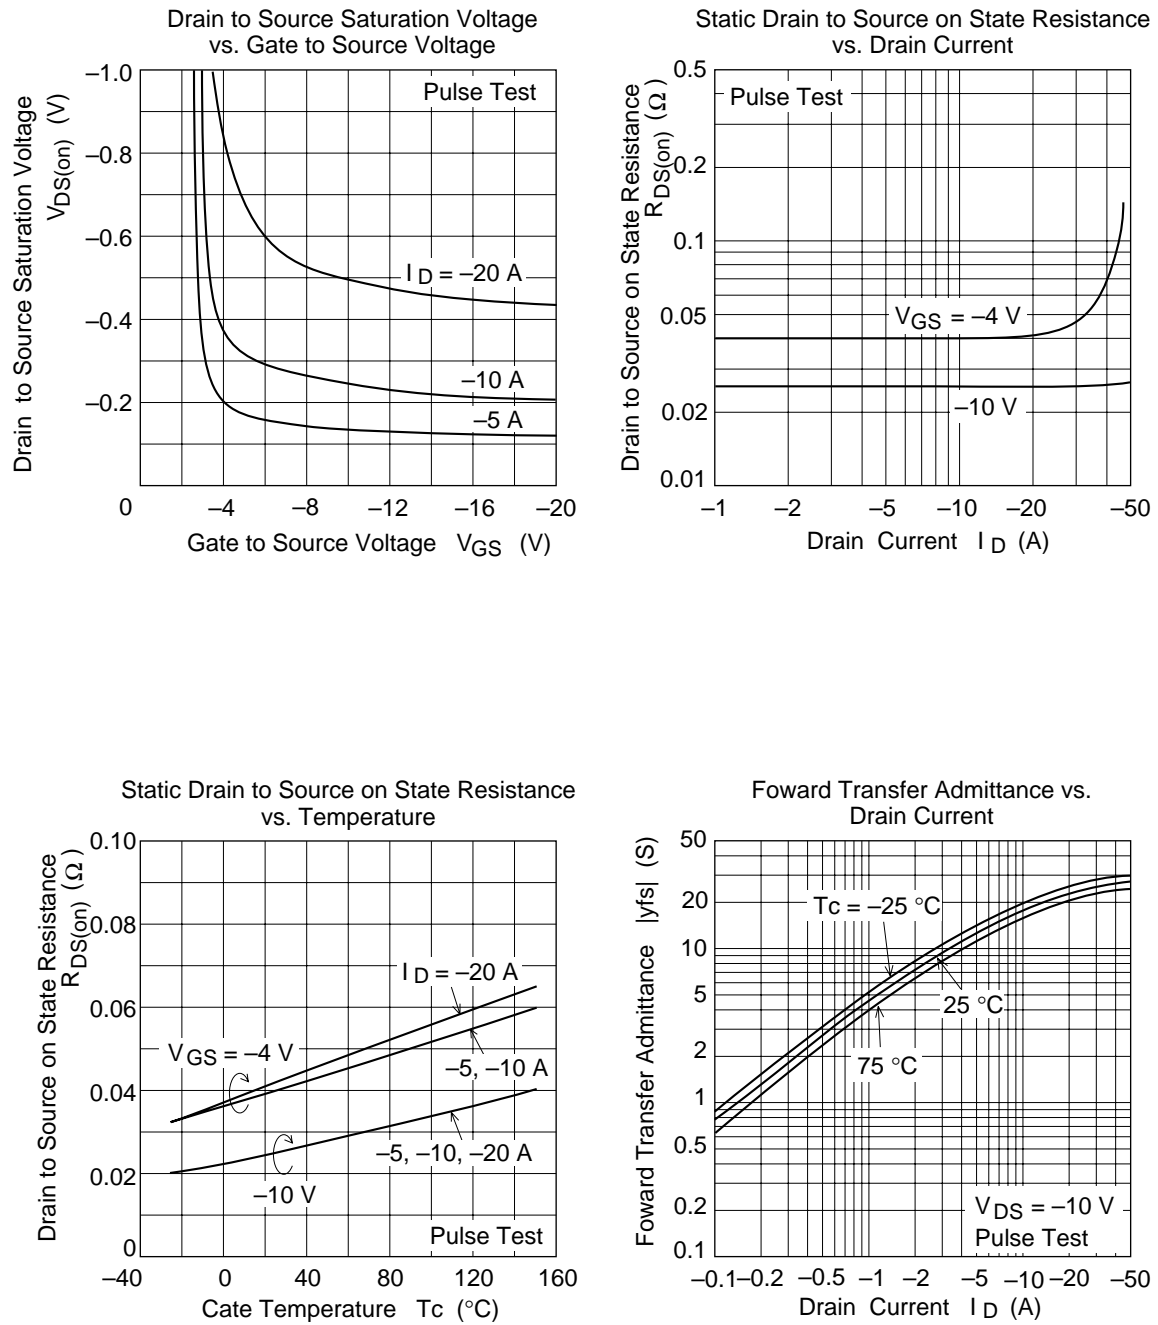 Drain to Source Saturation Voltage
vs. Gate to Source Voltage
Drain to Source Saturation Voltage
VDS(on) (V)
–1.0
–0.8
–0.6
–0.4
–0.2
0
–4
–8
–12
–16
–20
Pulse Test
I D = –20 A
–10 A
–5 A
Gate to Source Voltage VGS (V)
Static Drain to Source on State Resistance
vs. Drain Current
Drain to Source on State Resistance
RDS(on) (Ω)
0.5
0.2
0.1
0.05
0.02
0.01
–1
–2
–5
–10
–20
–50
Pulse Test
VGS = –4 V
–10 V
Drain Current I D (A)
Static Drain to Source on State Resistance
vs. Temperature
Drain to Source on State Resistance
RDS(on) (Ω)
0.10
0.08
0.06
0.04
0.02
0
–40
0
40
80
120
160
I D = –20 A
VGS = –4 V
–5, –10 A
–5, –10, –20 A
–10 V
Pulse Test
Cate Temperature Tc (°C)
Foward Transfer Admittance vs.
Drain Current
Foward Transfer Admittance |yfs| (S)
50
20
10
5
2
1
0.5
0.2
0.1
–0.1
–0.2
–0.5
–1
–2
–5
–10
–20
–50
Tc = –25 °C
25 °C
75 °C
VDS = –10 V
Pulse Test
Drain Current I D (A)